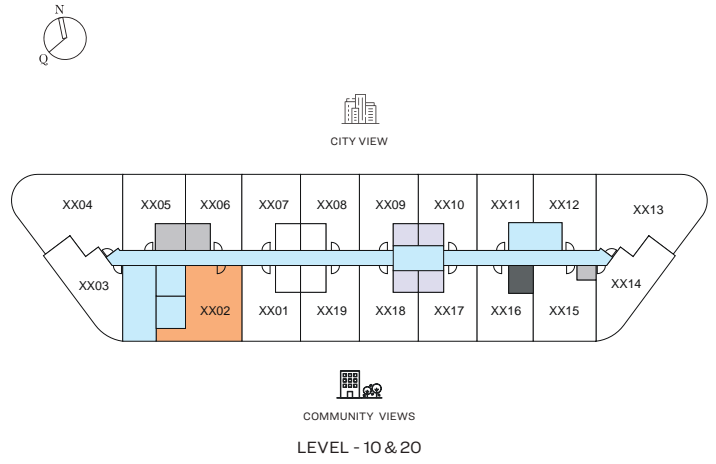 N
Q
CITY VIEW
XX04 XX05 XX06 XX07 XX08 XX09 XX10 XX11 XX12 XX13
XX03 XX02 XX01 XX19 XX18 XX17 XX16 XX15 XX14
COMMUNITY VIEWS
LEVEL - 10 & 20